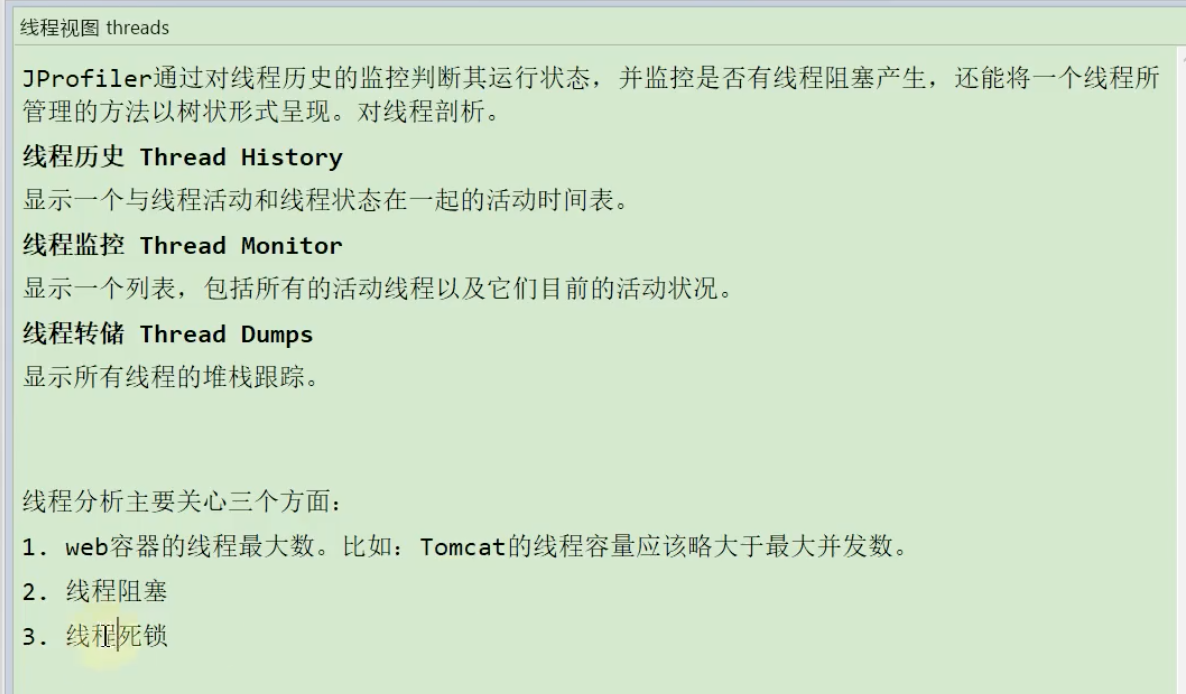 线程视图 threads
JProfiler通过对线程历史的监控判断其运行状态，并监控是否有线程阻塞产生，还能将一个线程所
管理的方法以树状形式呈现。对线程剖析。
线程历史 Thread History
显示一个与线程活动和线程状态在一起的活动时间表。
线程监控 Thread Monitor
显示一个列表，包括所有的活动线程以及它们目前的活动状况。
线程转储 Thread Dumps
显示所有线程的堆栈跟踪。
线程分析主要关心三个方面：
1. web容器的线程最大数。比如：Tomcat的线程容量应该略大于最大并发数。
2. 线程阻塞
3. 线程死锁